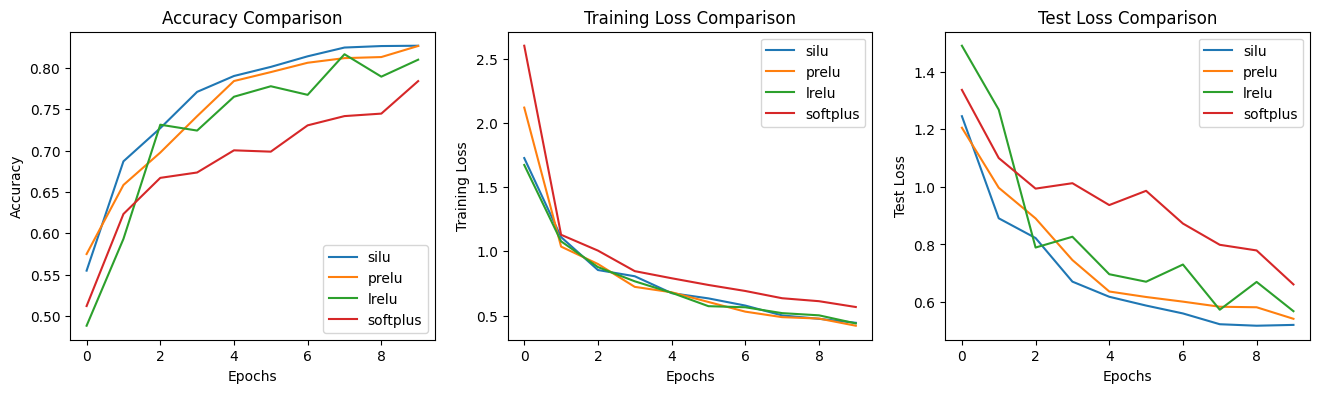 Accuracy Comparison
Accuracy
0.80
0.75
0.70
0.65
0.60
0.55
0.50
silu
prelu
lrelu
softplus
0 2 4 6 8
Epochs
Training Loss Comparison
Training Loss
2.5
2.0
1.5
1.0
0.5
silu
prelu
lrelu
softplus
0 2 4 6 8
Epochs
Test Loss Comparison
Test Loss
1.4
1.2
1.0
0.8
0.6
silu
prelu
lrelu
softplus
0 2 4 6 8
Epochs